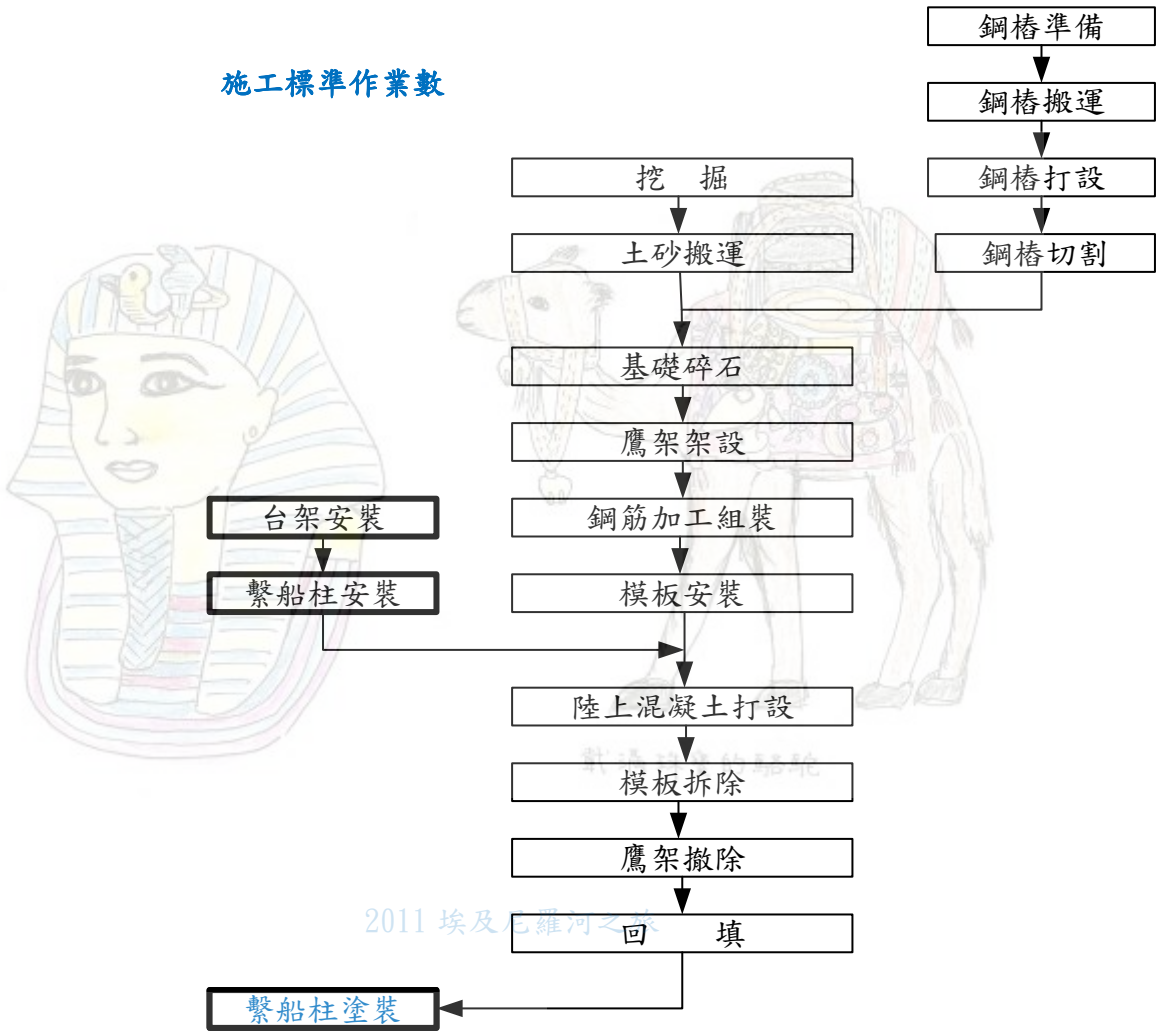 施工標準作業數
鋼樁準備
鋼樁搬運
挖 掘
鋼樁打設
土砂搬運
鋼樁切割
基礎碎石
鷹架架設
台架安裝
鋼筋加工組裝
繫船柱安裝
模板安裝
陸上混凝土打設
模板拆除
鷹架撤除
2011 埃及尼羅河之旅
回 填
繫船柱塗裝